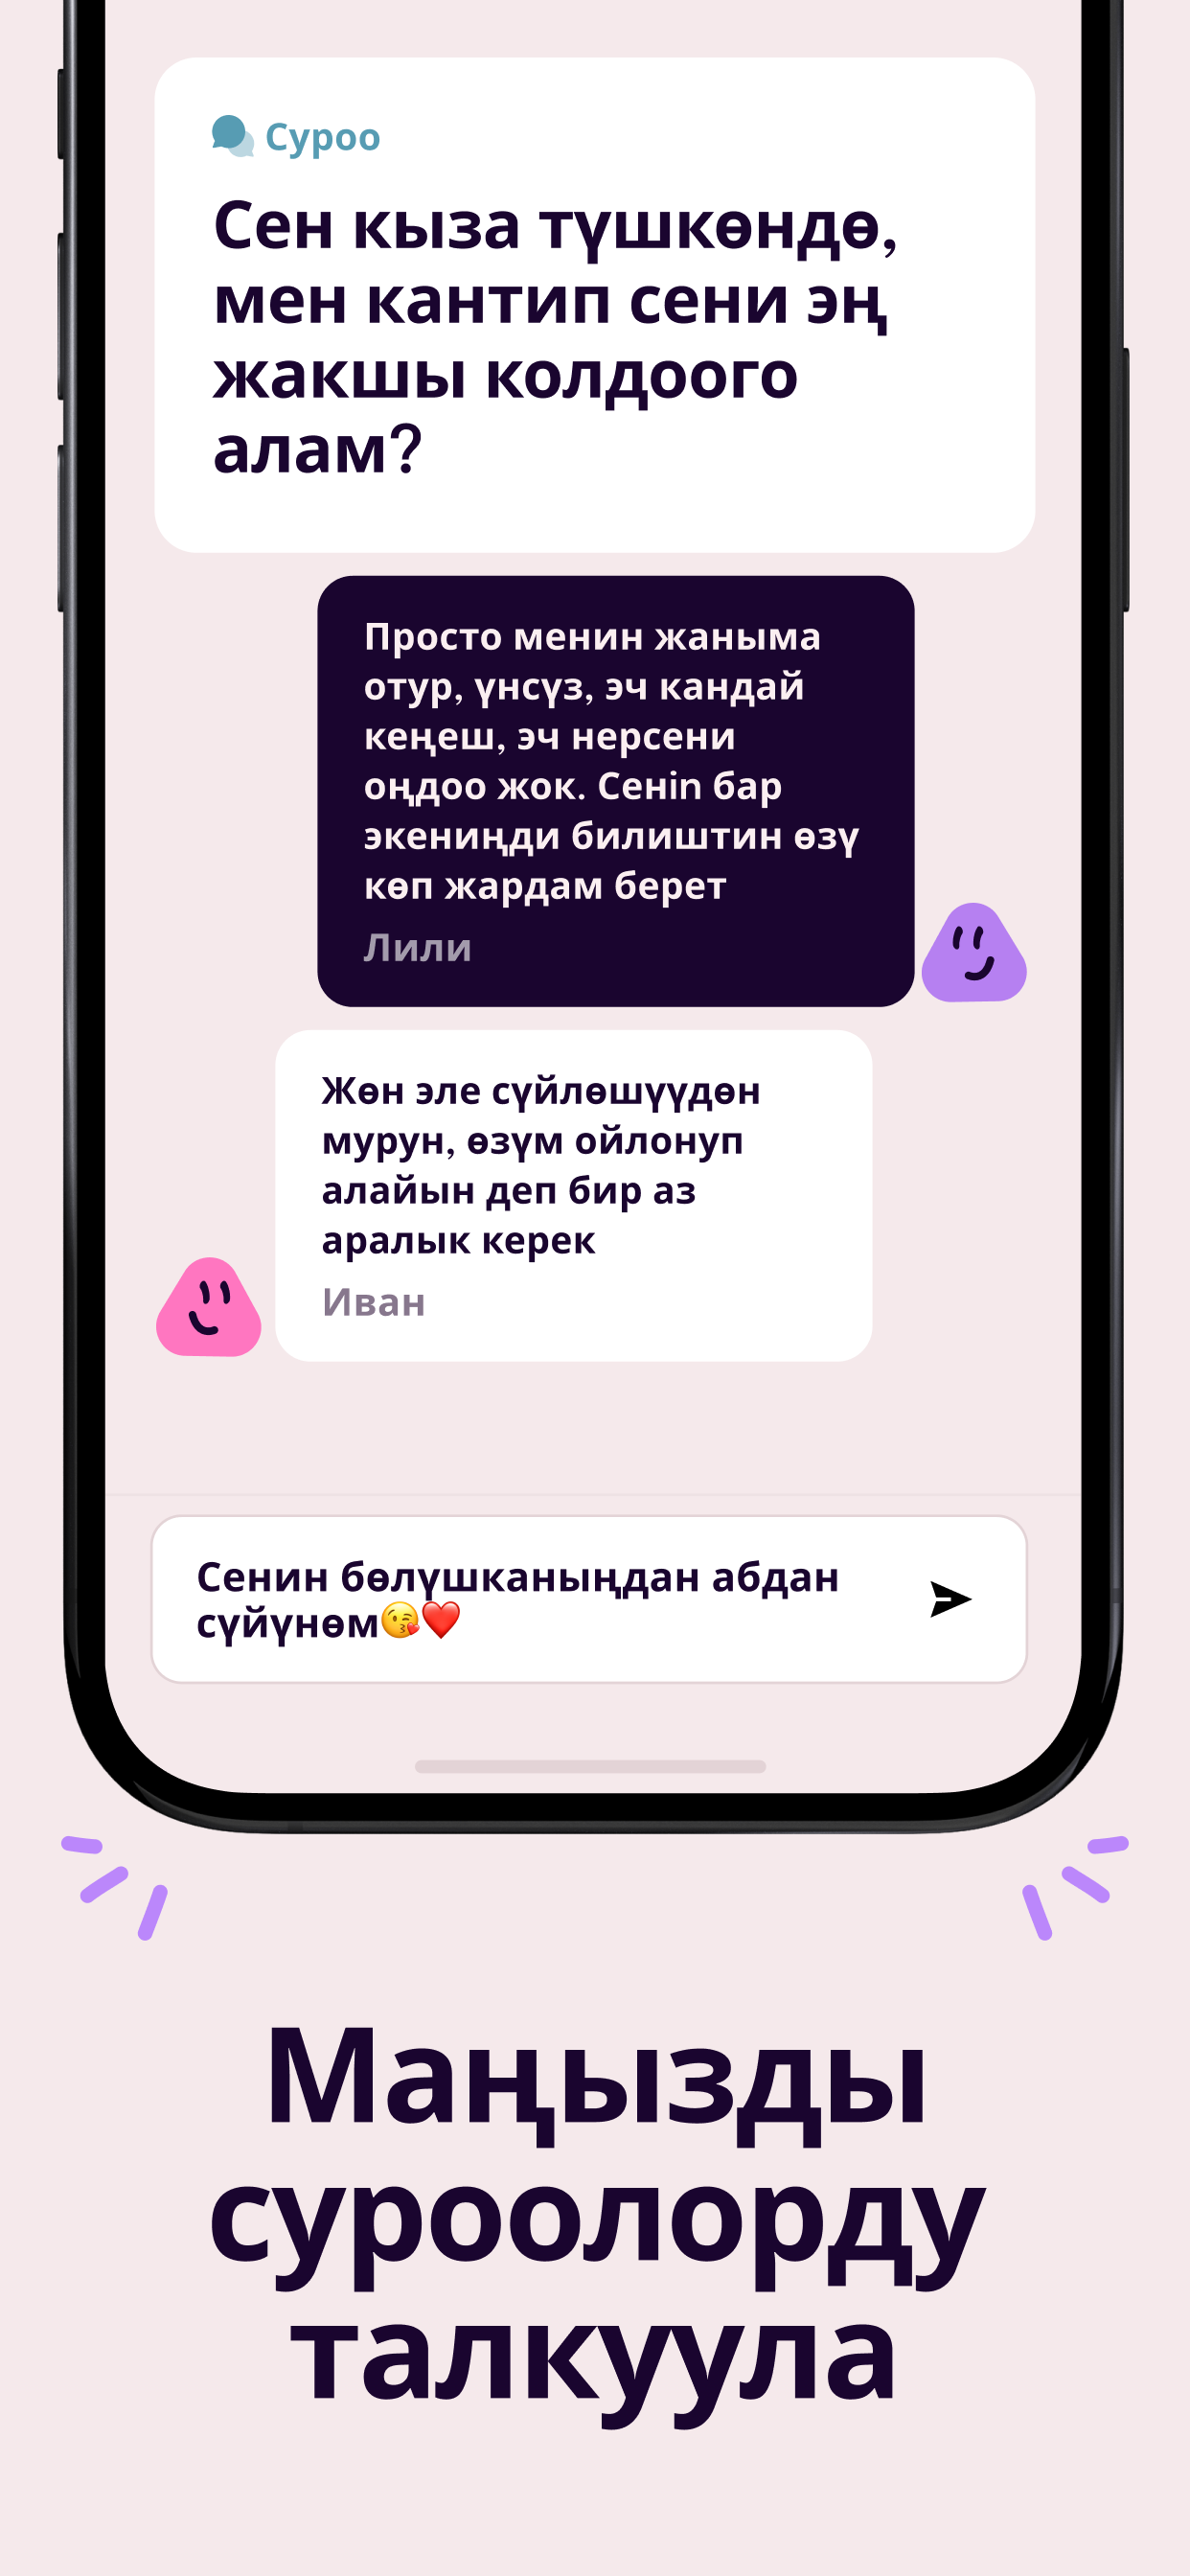 Суроо
Сен кыза түшкөндө,
мен кантип сени эң
жакшы колдоого
алам?
Просто менин жаныма
отур, үнсүз, эч кандай
кеңеш, эч нерсени
оңдоо жок. Сенin бар
экениңди билиштин өзү
көп жардам берет
Лили
Жөн эле сүйлөшүүдөн
мурун, өзүм ойлонуп
алайын деп бир аз
аралык керек
Иван
Сенин бөлүшканыңдан абдан
сүйүнөм😘❤️
Маңызды
суроолорду
талкуула